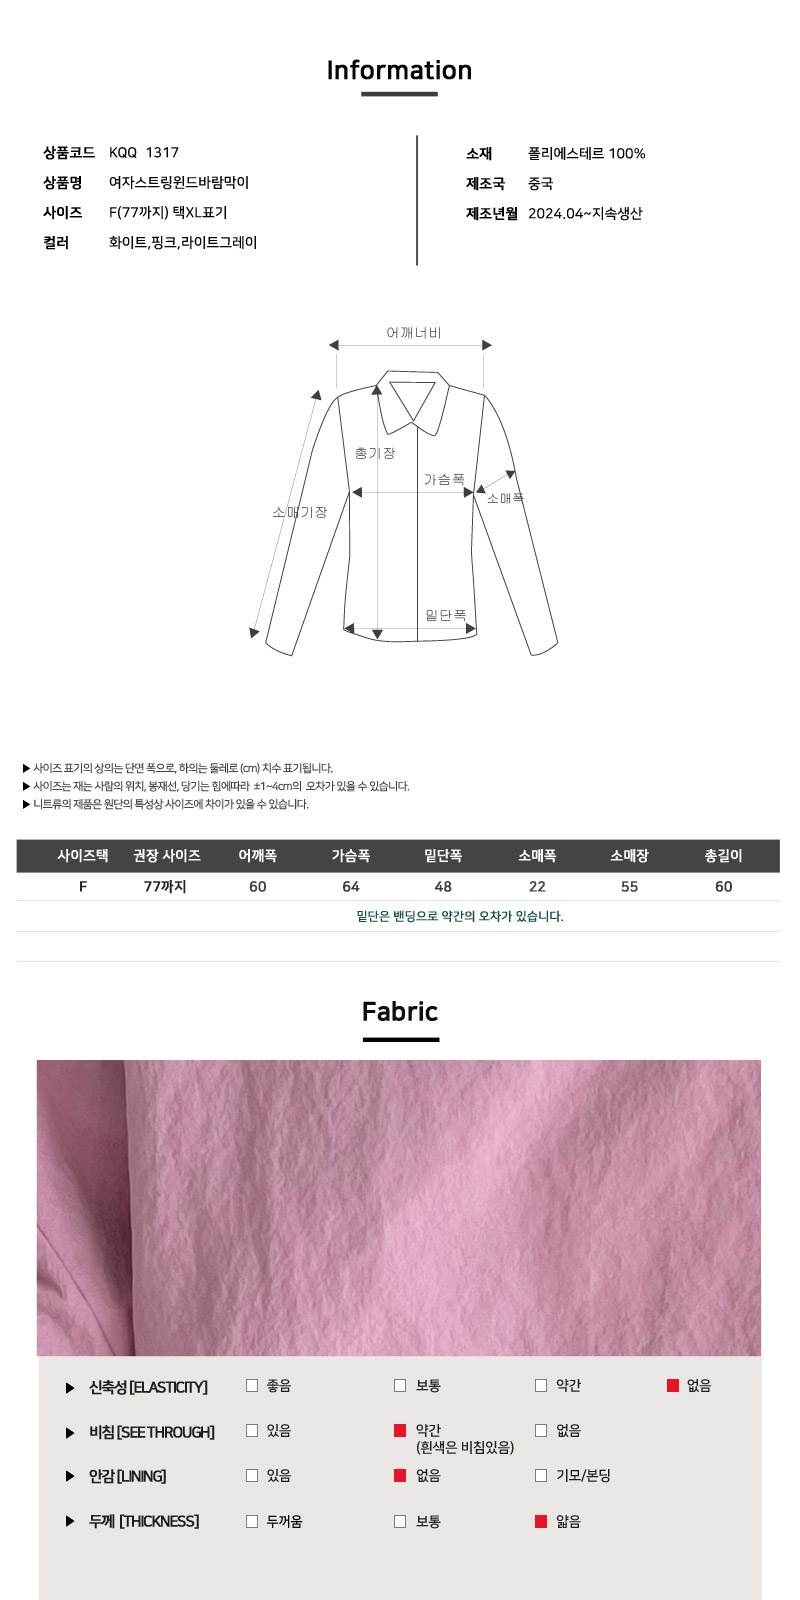 Information
상품코드 KQQ 1317
상품명 여자스트링윈드바람막이
사이즈 F(77까지) 택XL표기
컬러 화이트,핑크,라이트그레이
소재 폴리에스테르 100%
제조국 중국
제조년월 2024.04~지속생산
어깨너비
총기장
가슴폭
소매폭
소매기장
밑단폭
▶ 사이즈 표기의 상의는 단면 폭으로, 하의는 둘레로 (cm) 치수 표기됩니다.
▶ 사이즈는 재는 사람의 위치, 봉재선, 당기는 힘에따라 ±1~4cm의 오차가 있을 수 있습니다.
▶ 니트류의 제품은 원단의 특성상 사이즈에 차이가 있을 수 있습니다.
사이즈택 권장 사이즈 어깨폭 가슴폭 밑단폭 소매폭 소매장 총길이
F 77까지 60 64 48 22 55 60
밑단은 밴딩으로 약간의 오차가 있습니다.
Fabric
▶ 신축성 [ELASTICITY] 좋음 보통 약간 없음
▶ 비침 [SEE THROUGH] 있음 약간 없음
(흰색은 비침있음)
▶ 안감 [LINING] 있음 없음 기모/본딩
▶ 두께 [THICKNESS] 두꺼움 보통 얇음